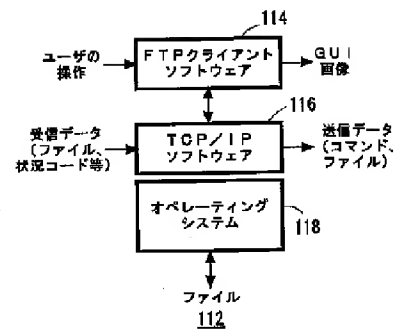 114
ユーザの
操作
FTPクライアント
ソフトウェア
GUI
画像
116
受信データ
(ファイル、
状況コード等)
TCP/IP
ソフトウェア
送信データ
(コマンド、
ファイル)
オペレーティング
システム
118
ファイル
112